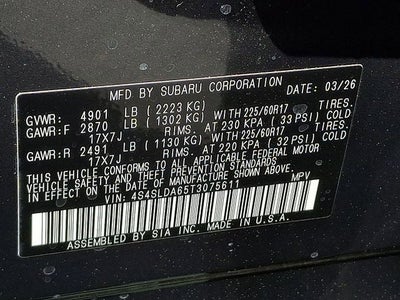 MFD BY SUBARU CORPORATION DATE: 03/26
GVWR: 4901 LB ( 2223 KG) TIRES.
GAWR:F 2870 LB ( 1302 KG) WITH 225/60R17
17X7J RIMS. AT 230 KPA ( 33 PSI) COLD.
GAWR:R 2491 LB ( 1130 KG) WITH 225/60R17 TIRES.
17X7J RIMS. AT 220 KPA ( 32 PSI) COLD.
THIS VEHICLE CONFORMS TO ALL APPLICABLE FEDERAL MOTOR
VEHICLE SAFETY AND THEFT PREVENTION STANDARDS
IN EFFECT ON THE DATE OF MANUFACTURE SHOWN ABOVE.
VIN: 4S4SLDA65T3075611 MPV
ASSEMBLED BY SIA INC. MADE IN U.S.A.